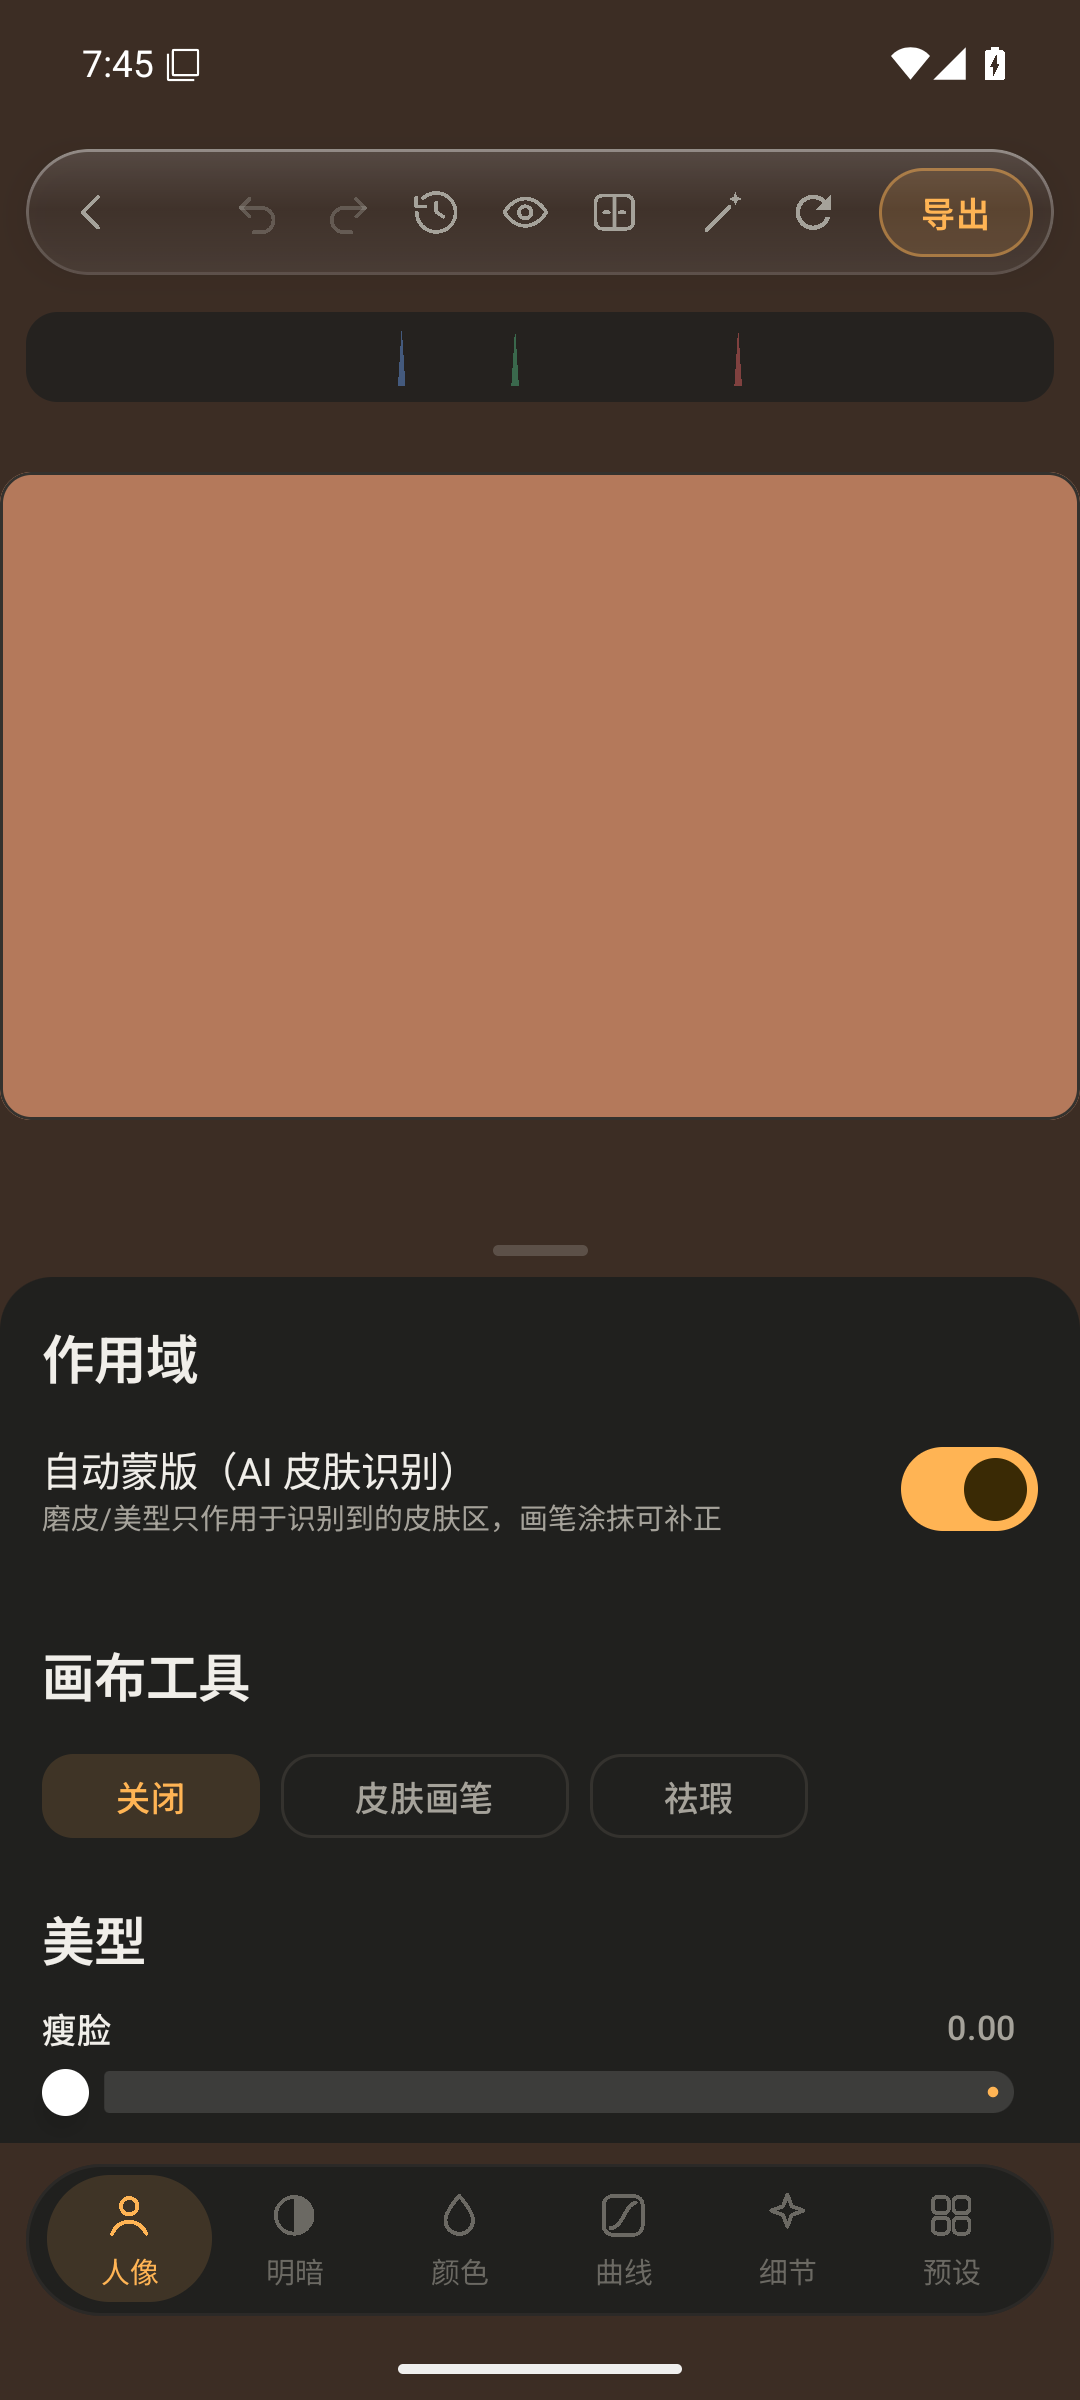 7:45
导出
作用域
自动蒙版（AI 皮肤识别）
磨皮/美型只作用于识别到的皮肤区，画笔涂抹可补正
画布工具
关闭 皮肤画笔 祛瑕
美型
瘦脸 0.00
人像 明暗 颜色 曲线 细节 预设